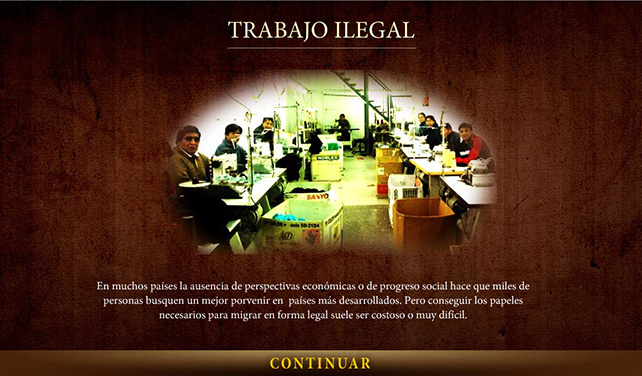 TRABAJO ILEGAL
SANYO
En muchos países la ausencia de perspectivas económicas o de progreso social hace que miles de
personas busquen un mejor porvenir en países más desarrollados. Pero conseguir los papeles
necesarios para migrar en forma legal suele ser costoso o muy difícil.
CONTINUAR